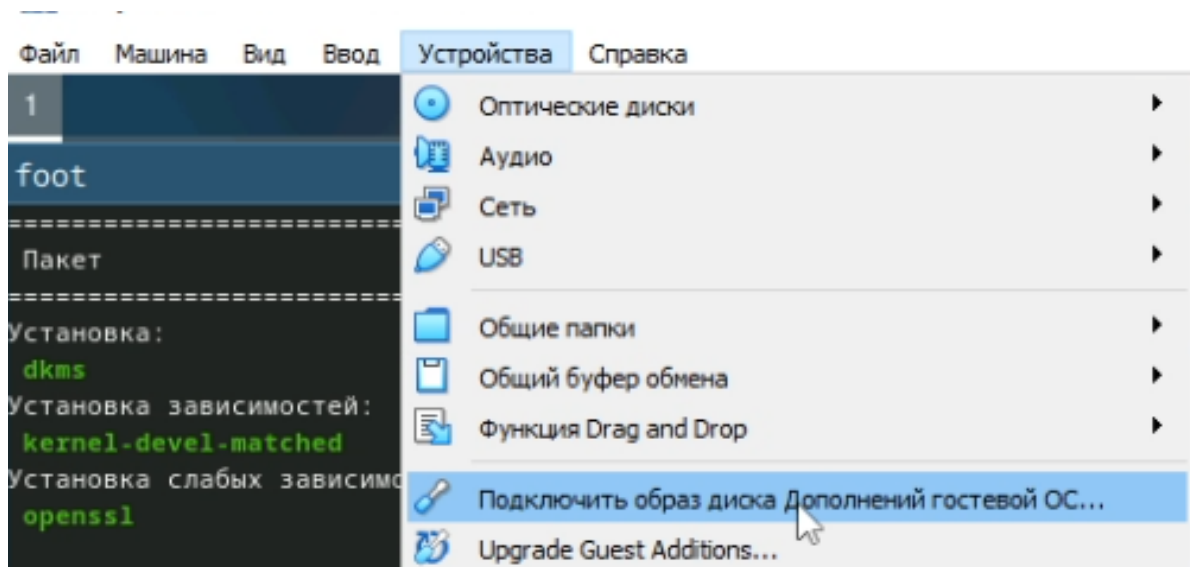 Файл Машина Вид Ввод Устройства Справка
1
foot
================================
Пакет
================================
Установка:
dkms
Установка зависимостей:
kernel-devel-matched
Установка слабых
openssl
Оптические диски
Аудио
Сеть
USB
Общие папки
Общий буфер обмена
Функция Drag and Drop
Подключить образ диска Дополнений гостевой ОС...
Upgrade Guest Additions...